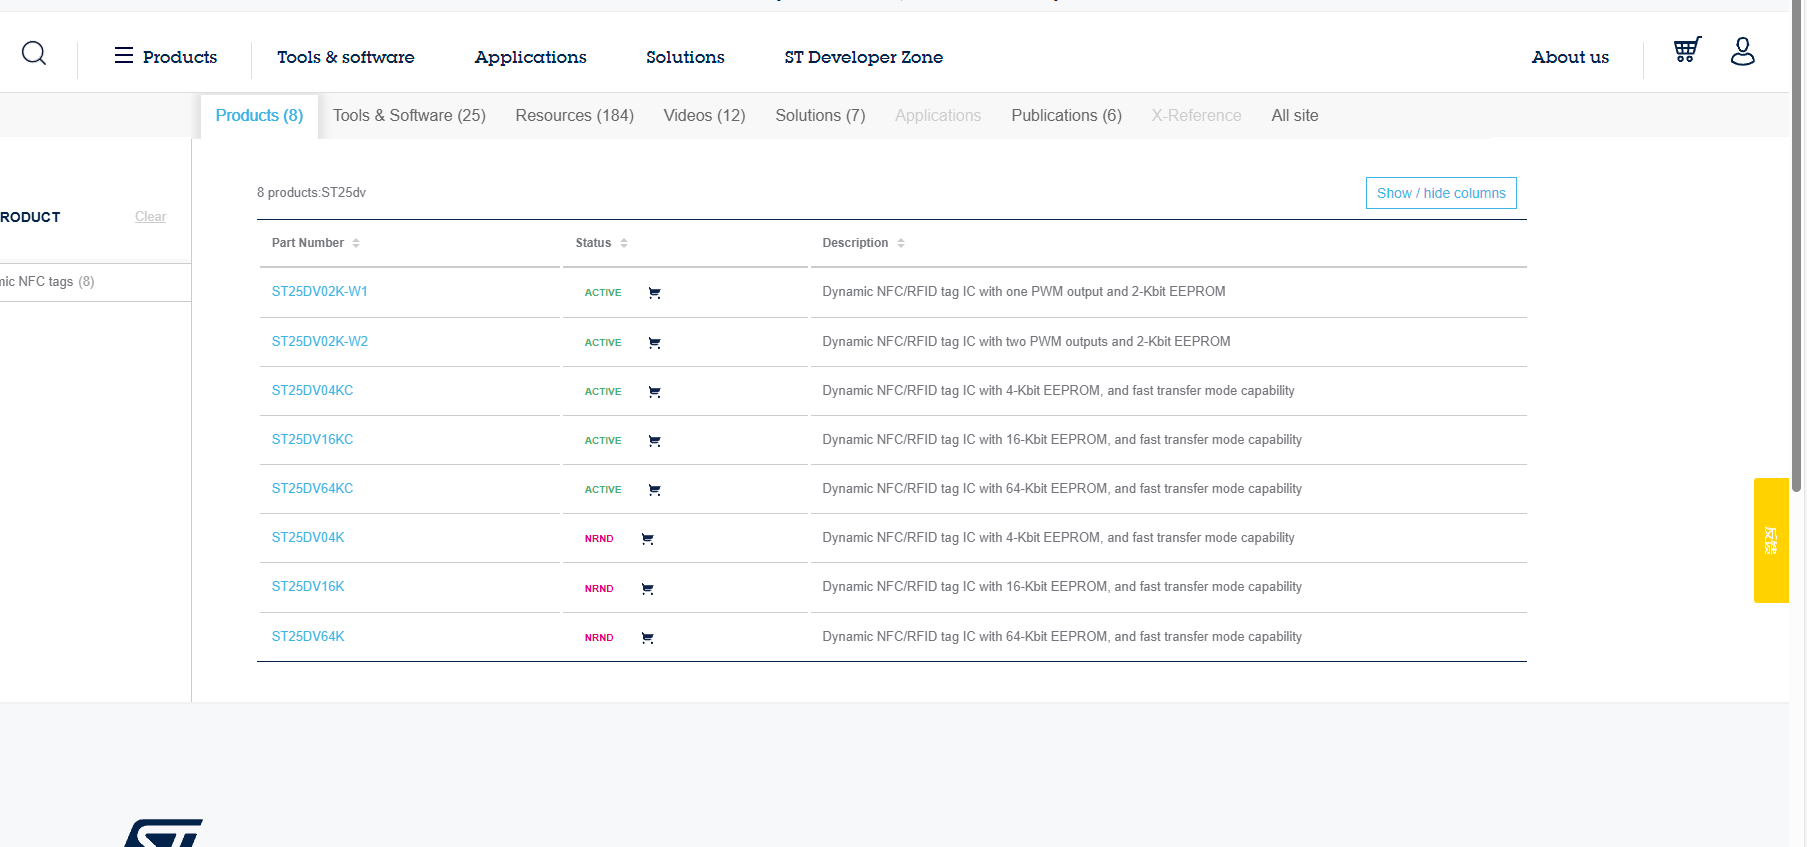 Products
Tools & software
Applications
Solutions
ST Developer Zone
About us
Products (8)
Tools & Software (25)
Resources (184)
Videos (12)
Solutions (7)
Applications
Publications (6)
X-Reference
All site
RODUCT
Clear
mic NFC tags (8)
8 products:ST25dv
Show / hide columns
Part Number Status Description
ST25DV02K-W1 ACTIVE Dynamic NFC/RFID tag IC with one PWM output and 2-Kbit EEPROM
ST25DV02K-W2 ACTIVE Dynamic NFC/RFID tag IC with two PWM outputs and 2-Kbit EEPROM
ST25DV04KC ACTIVE Dynamic NFC/RFID tag IC with 4-Kbit EEPROM, and fast transfer mode capability
ST25DV16KC ACTIVE Dynamic NFC/RFID tag IC with 16-Kbit EEPROM, and fast transfer mode capability
ST25DV64KC ACTIVE Dynamic NFC/RFID tag IC with 64-Kbit EEPROM, and fast transfer mode capability
ST25DV04K NRND Dynamic NFC/RFID tag IC with 4-Kbit EEPROM, and fast transfer mode capability
ST25DV16K NRND Dynamic NFC/RFID tag IC with 16-Kbit EEPROM, and fast transfer mode capability
ST25DV64K NRND Dynamic NFC/RFID tag IC with 64-Kbit EEPROM, and fast transfer mode capability
反馈
ST